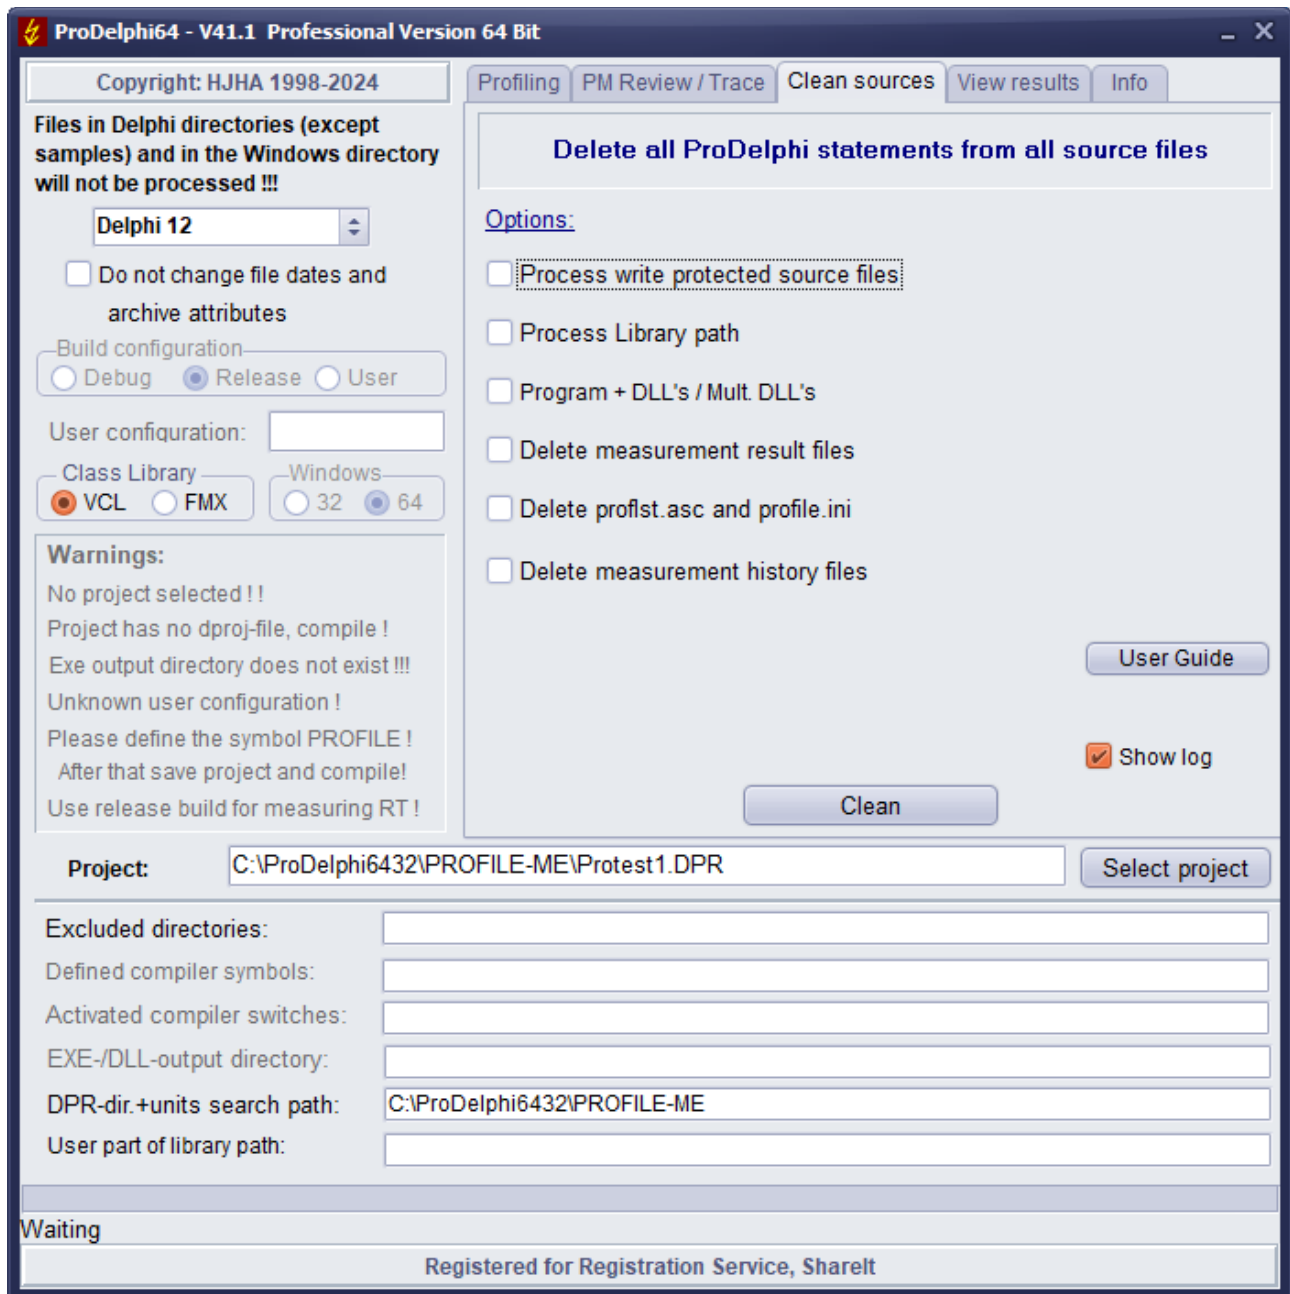 ProDelphi64 - V41.1 Professional Version 64 Bit
Copyright: HJHA 1998-2024
Files in Delphi directories (except
samples) and in the Windows directory
will not be processed !!!
Delphi 12
Do not change file dates and
archive attributes
Build configuration
Debug Release User
User configuration:
Class Library
VCL FMX
Windows
32 64
Warnings:
No project selected ! !
Project has no dproj-file, compile !
Exe output directory does not exist !!!
Unknown user configuration !
Please define the symbol PROFILE !
After that save project and compile!
Use release build for measuring RT !
Profiling PM Review / Trace Clean sources View results Info
Delete all ProDelphi statements from all source files
Options:
Process write protected source files
Process Library path
Program + DLL's / Mult. DLL's
Delete measurement result files
Delete proflst.asc and profile.ini
Delete measurement history files
User Guide
Show log
Clean
Project: C:\ProDelphi6432\PROFILE-ME\Protest1.DPR Select project
Excluded directories:
Defined compiler symbols:
Activated compiler switches:
EXE-/DLL-output directory:
DPR-dir.+units search path: C:\ProDelphi6432\PROFILE-ME
User part of library path:
Waiting
Registered for Registration Service, ShareIt